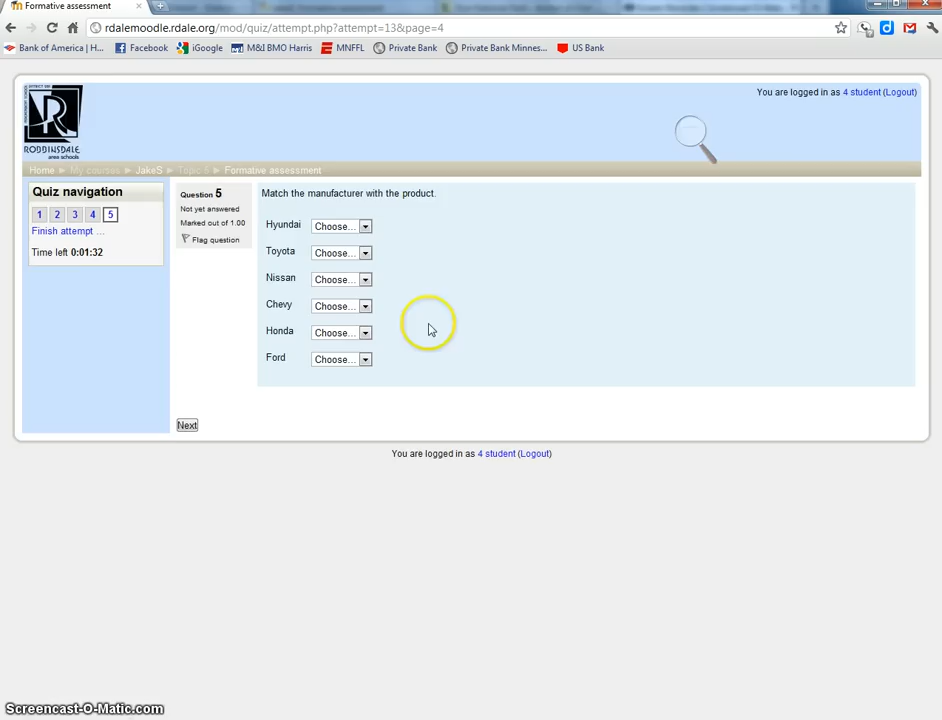 Formative assessment
rdalemoodle.rdale.org/mod/quiz/attempt.php?attempt=13&page=4
Bank of America | H... Facebook iGoogle M&I BMO Harris MNFFL Private Bank Private Bank Minnes... US Bank
You are logged in as 4 student (Logout)
ROBBINSDALE
area schools
Home ► My courses ► JakeS ► Topic 5 ► Formative assessment
Quiz navigation
1 2 3 4 5
Finish attempt ...
Time left 0:01:32
Question 5
Not yet answered
Marked out of 1.00
Flag question
Match the manufacturer with the product.
Hyundai Choose...
Toyota Choose...
Nissan Choose...
Chevy Choose...
Honda Choose...
Ford Choose...
Next
You are logged in as 4 student (Logout)
Screencast-O-Matic.com